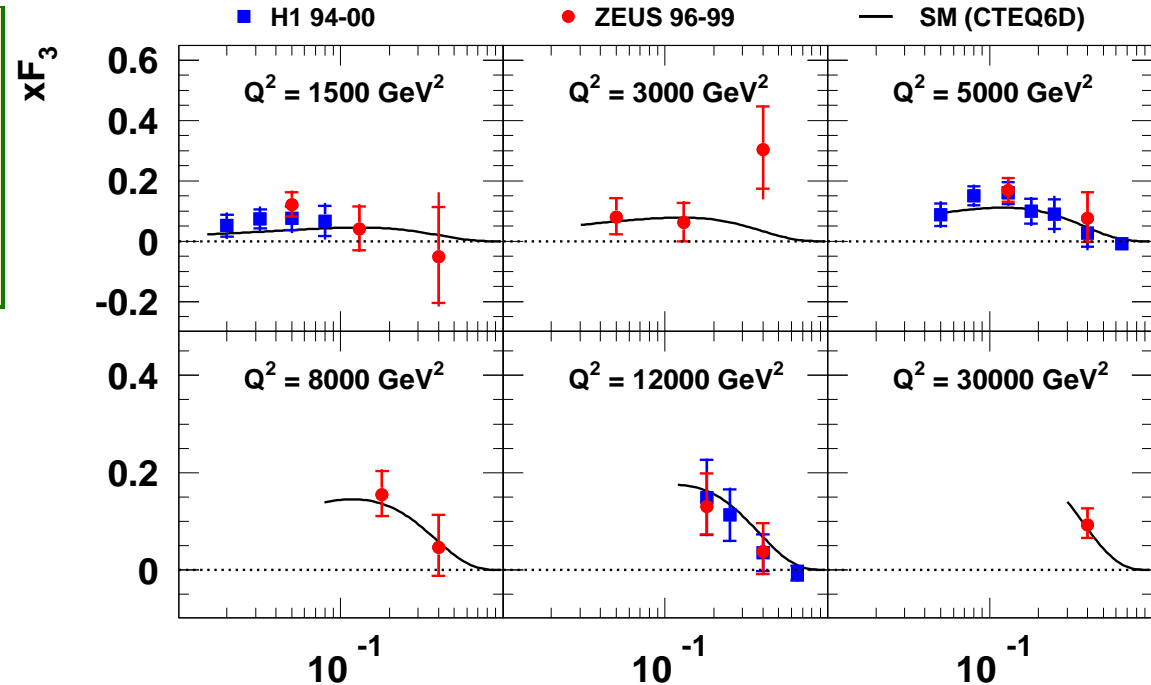 H1 94-00 ZEUS 96-99 SM (CTEQ6D)
xF₃
Q² = 1500 GeV² Q² = 3000 GeV² Q² = 5000 GeV²
0.6
0.4
0.2
0
-0.2
Q² = 8000 GeV² Q² = 12000 GeV² Q² = 30000 GeV²
0.4
0.2
0
10⁻¹ 10⁻¹ 10⁻¹